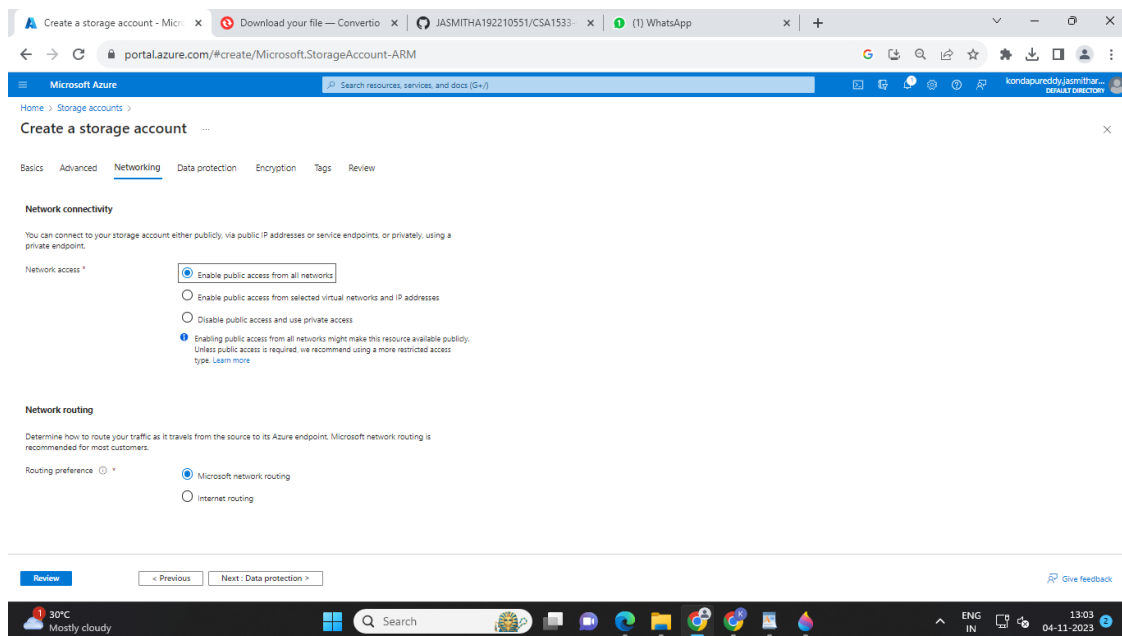 Create a storage account - Micr
Download your file — Convertio
JASMITHA192210551/CSA1533-
(1) WhatsApp
portal.azure.com/#create/Microsoft.StorageAccount-ARM
Microsoft Azure
Search resources, services, and docs (G+/)
1
kondapureddy.jasmithar...
DEFAULT DIRECTORY
Home > Storage accounts >
Create a storage account ...
Basics Advanced Networking Data protection Encryption Tags Review
Network connectivity
You can connect to your storage account either publicly, via public IP addresses or service endpoints, or privately, using a
private endpoint.
Network access *
Enable public access from all networks
Enable public access from selected virtual networks and IP addresses
Disable public access and use private access
Enabling public access from all networks might make this resource available publicly.
Unless public access is required, we recommend using a more restricted access
type. Learn more
Network routing
Determine how to route your traffic as it travels from the source to its Azure endpoint. Microsoft network routing is
recommended for most customers.
Routing preference *
Microsoft network routing
Internet routing
Review < Previous Next : Data protection > Give feedback
1 30°C
Mostly cloudy
Search
ENG
IN
13:03
04-11-2023
2